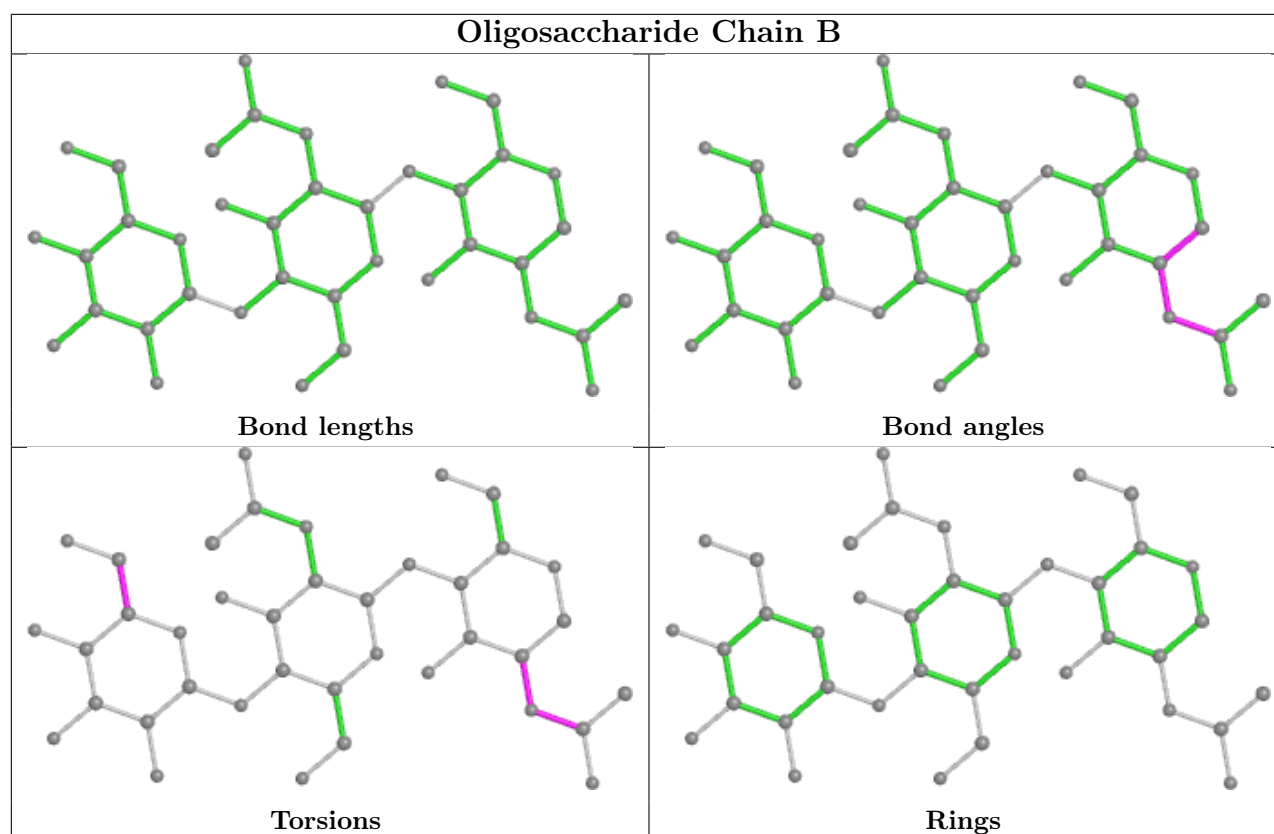 Oligosaccharide Chain B
Bond lengths
Bond angles
Torsions
Rings